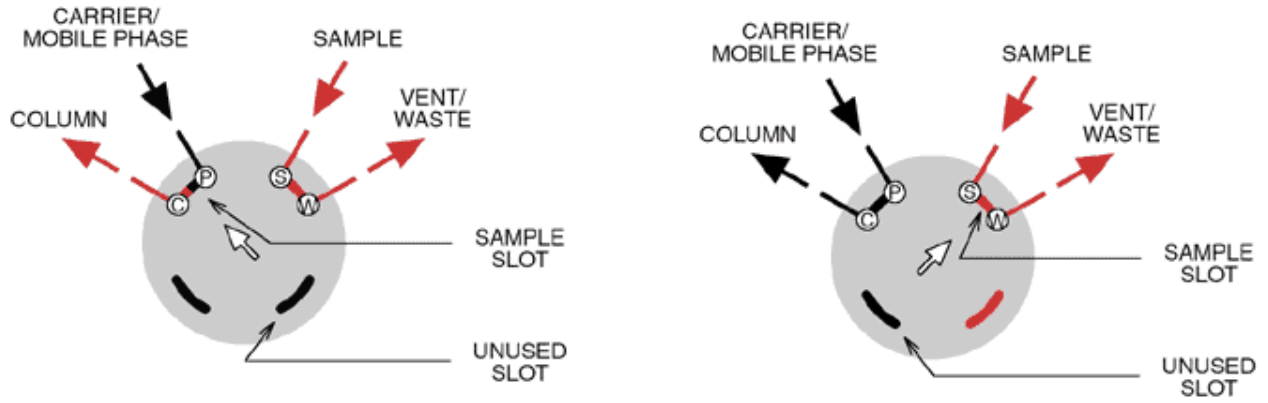 CARRIER/
MOBILE PHASE
SAMPLE
COLUMN
VENT/
WASTE
P
S
C
W
SAMPLE
SLOT
UNUSED
SLOT
CARRIER/
MOBILE PHASE
SAMPLE
COLUMN
VENT/
WASTE
P
S
C
W
SAMPLE
SLOT
UNUSED
SLOT